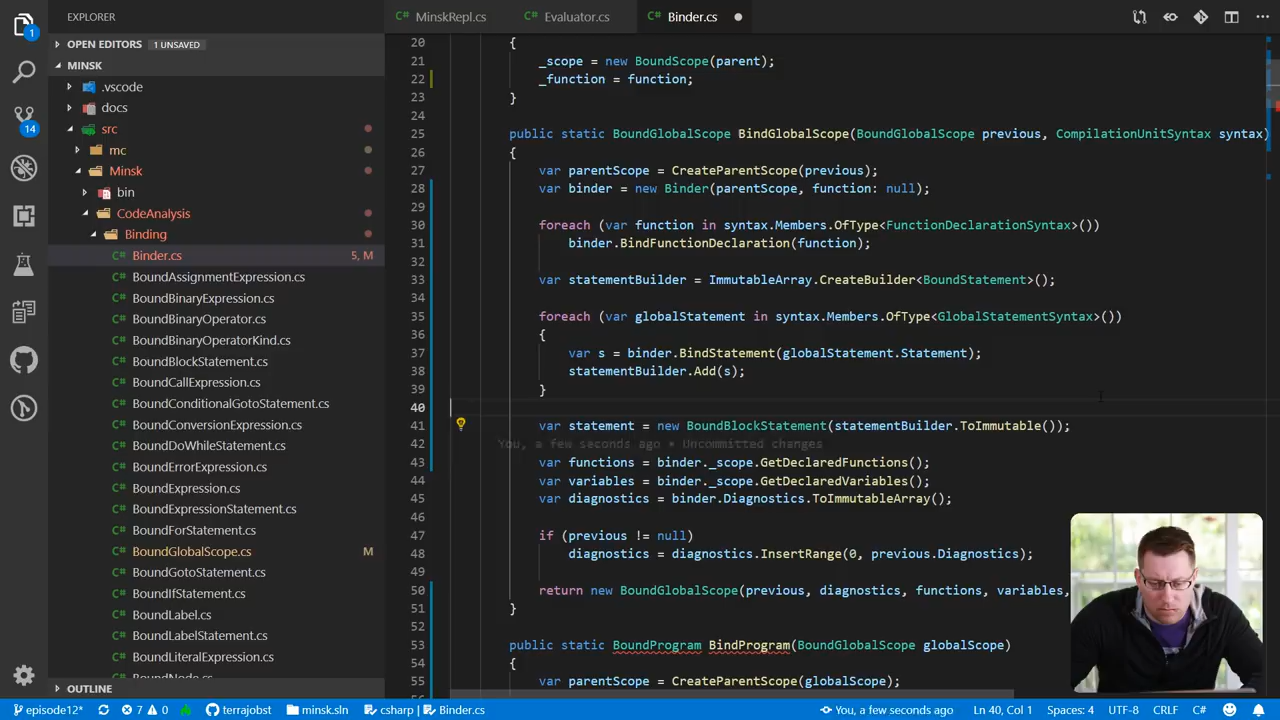 EXPLORER
OPEN EDITORS 1 UNSAVED
MINSK
.vscode
docs
src
mc
Minsk
bin
CodeAnalysis
Binding
C# Binder.cs 5, M
C# BoundAssignmentExpression.cs
C# BoundBinaryExpression.cs
C# BoundBinaryOperator.cs
C# BoundBinaryOperatorKind.cs
C# BoundBlockStatement.cs
C# BoundCallExpression.cs
C# BoundConditionalGotoStatement.cs
C# BoundConversionExpression.cs
C# BoundDoWhileStatement.cs
C# BoundErrorExpression.cs
C# BoundExpression.cs
C# BoundExpressionStatement.cs
C# BoundForStatement.cs
C# BoundGlobalScope.cs M
C# BoundGotoStatement.cs
C# BoundIfStatement.cs
C# BoundLabel.cs
C# BoundLabelStatement.cs
C# BoundLiteralExpression.cs
C# BoundNode.cs
OUTLINE
1
14
C# MinskRepl.cs C# Evaluator.cs C# Binder.cs
20 {
21 _scope = new BoundScope(parent);
22 _function = function;
23 }
24
25 public static BoundGlobalScope BindGlobalScope(BoundGlobalScope previous, CompilationUnitSyntax syntax)
26 {
27 var parentScope = CreateParentScope(previous);
28 var binder = new Binder(parentScope, function: null);
29
30 foreach (var function in syntax.Members.OfType<FunctionDeclarationSyntax>())
31 binder.BindFunctionDeclaration(function);
32
33 var statementBuilder = ImmutableArray.CreateBuilder<BoundStatement>();
34
35 foreach (var globalStatement in syntax.Members.OfType<GlobalStatementSyntax>())
36 {
37 var s = binder.BindStatement(globalStatement.Statement);
38 statementBuilder.Add(s);
39 }
40
41 var statement = new BoundBlockStatement(statementBuilder.ToImmutable());
42 You, a few seconds ago • Uncommitted changes
43 var functions = binder._scope.GetDeclaredFunctions();
44 var variables = binder._scope.GetDeclaredVariables();
45 var diagnostics = binder.Diagnostics.ToImmutableArray();
46
47 if (previous != null)
48 diagnostics = diagnostics.InsertRange(0, previous.Diagnostics);
49
50 return new BoundGlobalScope(previous, diagnostics, functions, variables,
51 }
52
53 public static BoundProgram BindProgram(BoundGlobalScope globalScope)
54 {
55 var parentScope = CreateParentScope(globalScope);
episode12* 7 0 terrajobst minsk.sln csharp Binder.cs You, a few seconds ago Ln 40, Col 1 Spaces: 4 UTF-8 CRLF C#